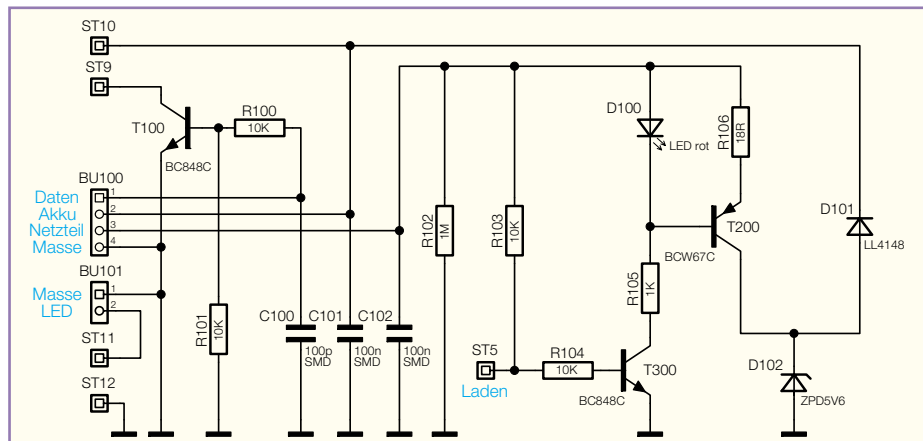 ST10
ST9
T100
BC848C
R100
10K
BU100
Daten 1
Akku 2
Netzteil 3
Masse 4
BU101
Masse 1
LED 2
ST11
ST12
R101
10K
C100
100p
SMD
C101
100n
SMD
C102
100n
SMD
R102
1M
R103
10K
ST5
Laden
R104
10K
D100
LED rot
R105
1K
T300
BC848C
R106
18R
T200
BCW67C
D101
LL4148
D102
ZPD5V6